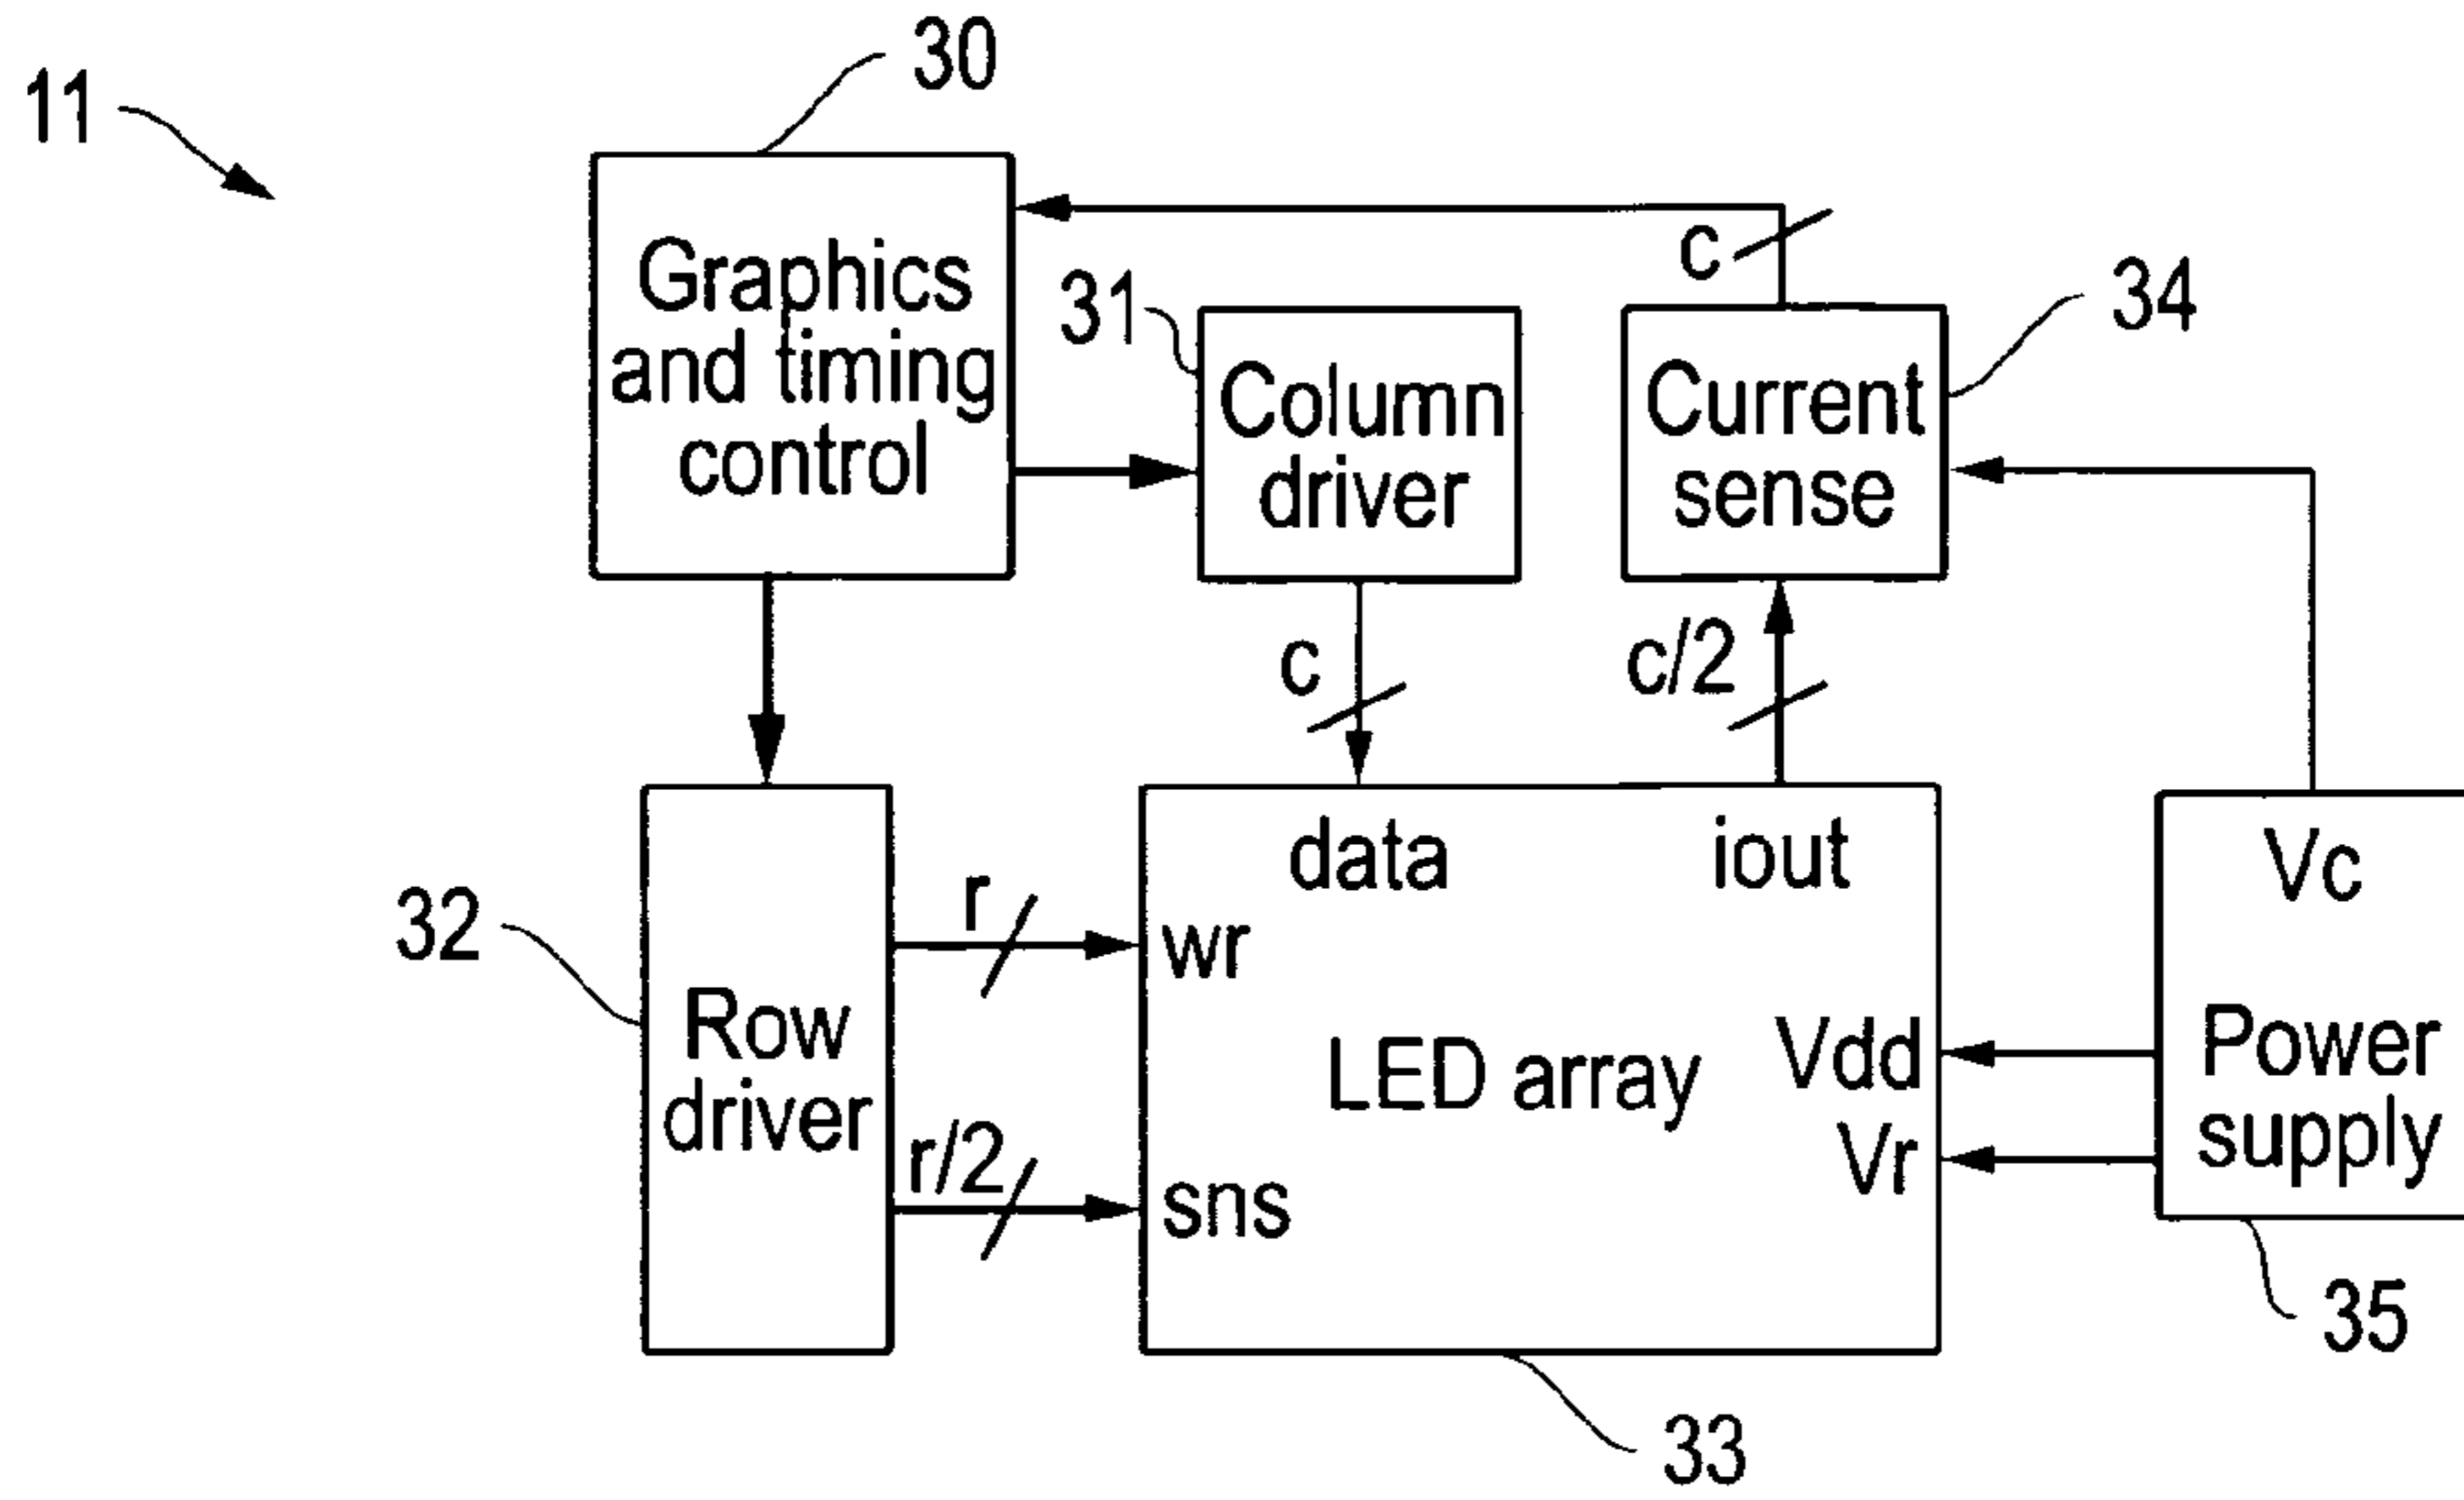 11
30
Graphics
and timing
control
31
Column
driver
c
Current
sense
34
c
c/2
32
Row
driver
r
r/2
data
iout
wr
sns
LED array
Vdd
Vr
Vc
Power
supply
33
35